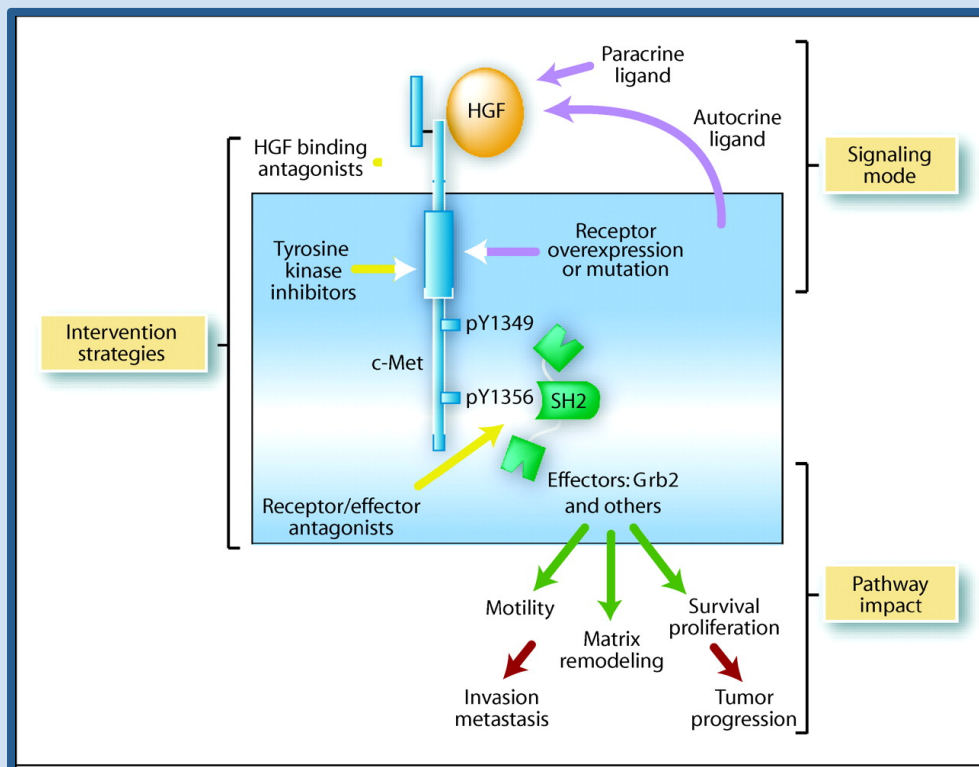 Paracrine
ligand
HGF
Autocrine
ligand
HGF binding
antagonists
Signaling
mode
Tyrosine
kinase
inhibitors
Receptor
overexpression
or mutation
Intervention
strategies
pY1349
c-Met
pY1356
SH2
Receptor/effector
antagonists
Effectors: Grb2
and others
Pathway
impact
Motility
Matrix
remodeling
Survival
proliferation
Invasion
metastasis
Tumor
progression